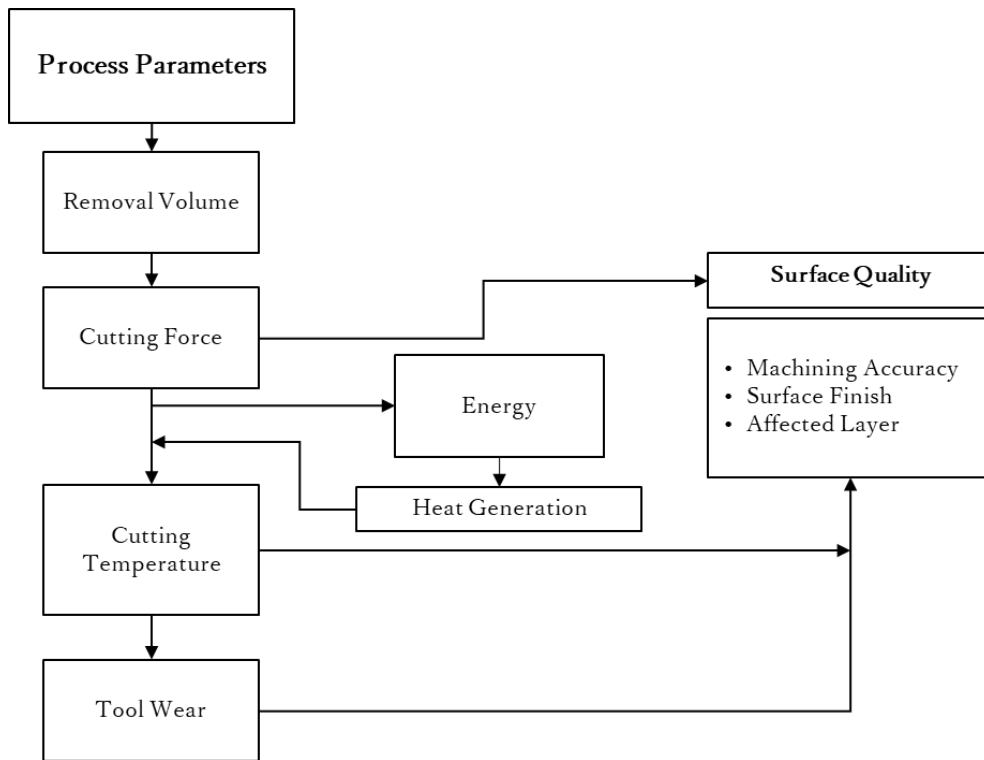 Process Parameters
Removal Volume
Surface Quality
Cutting Force
• Machining Accuracy
• Surface Finish
• Affected Layer
Energy
Heat Generation
Cutting
Temperature
Tool Wear